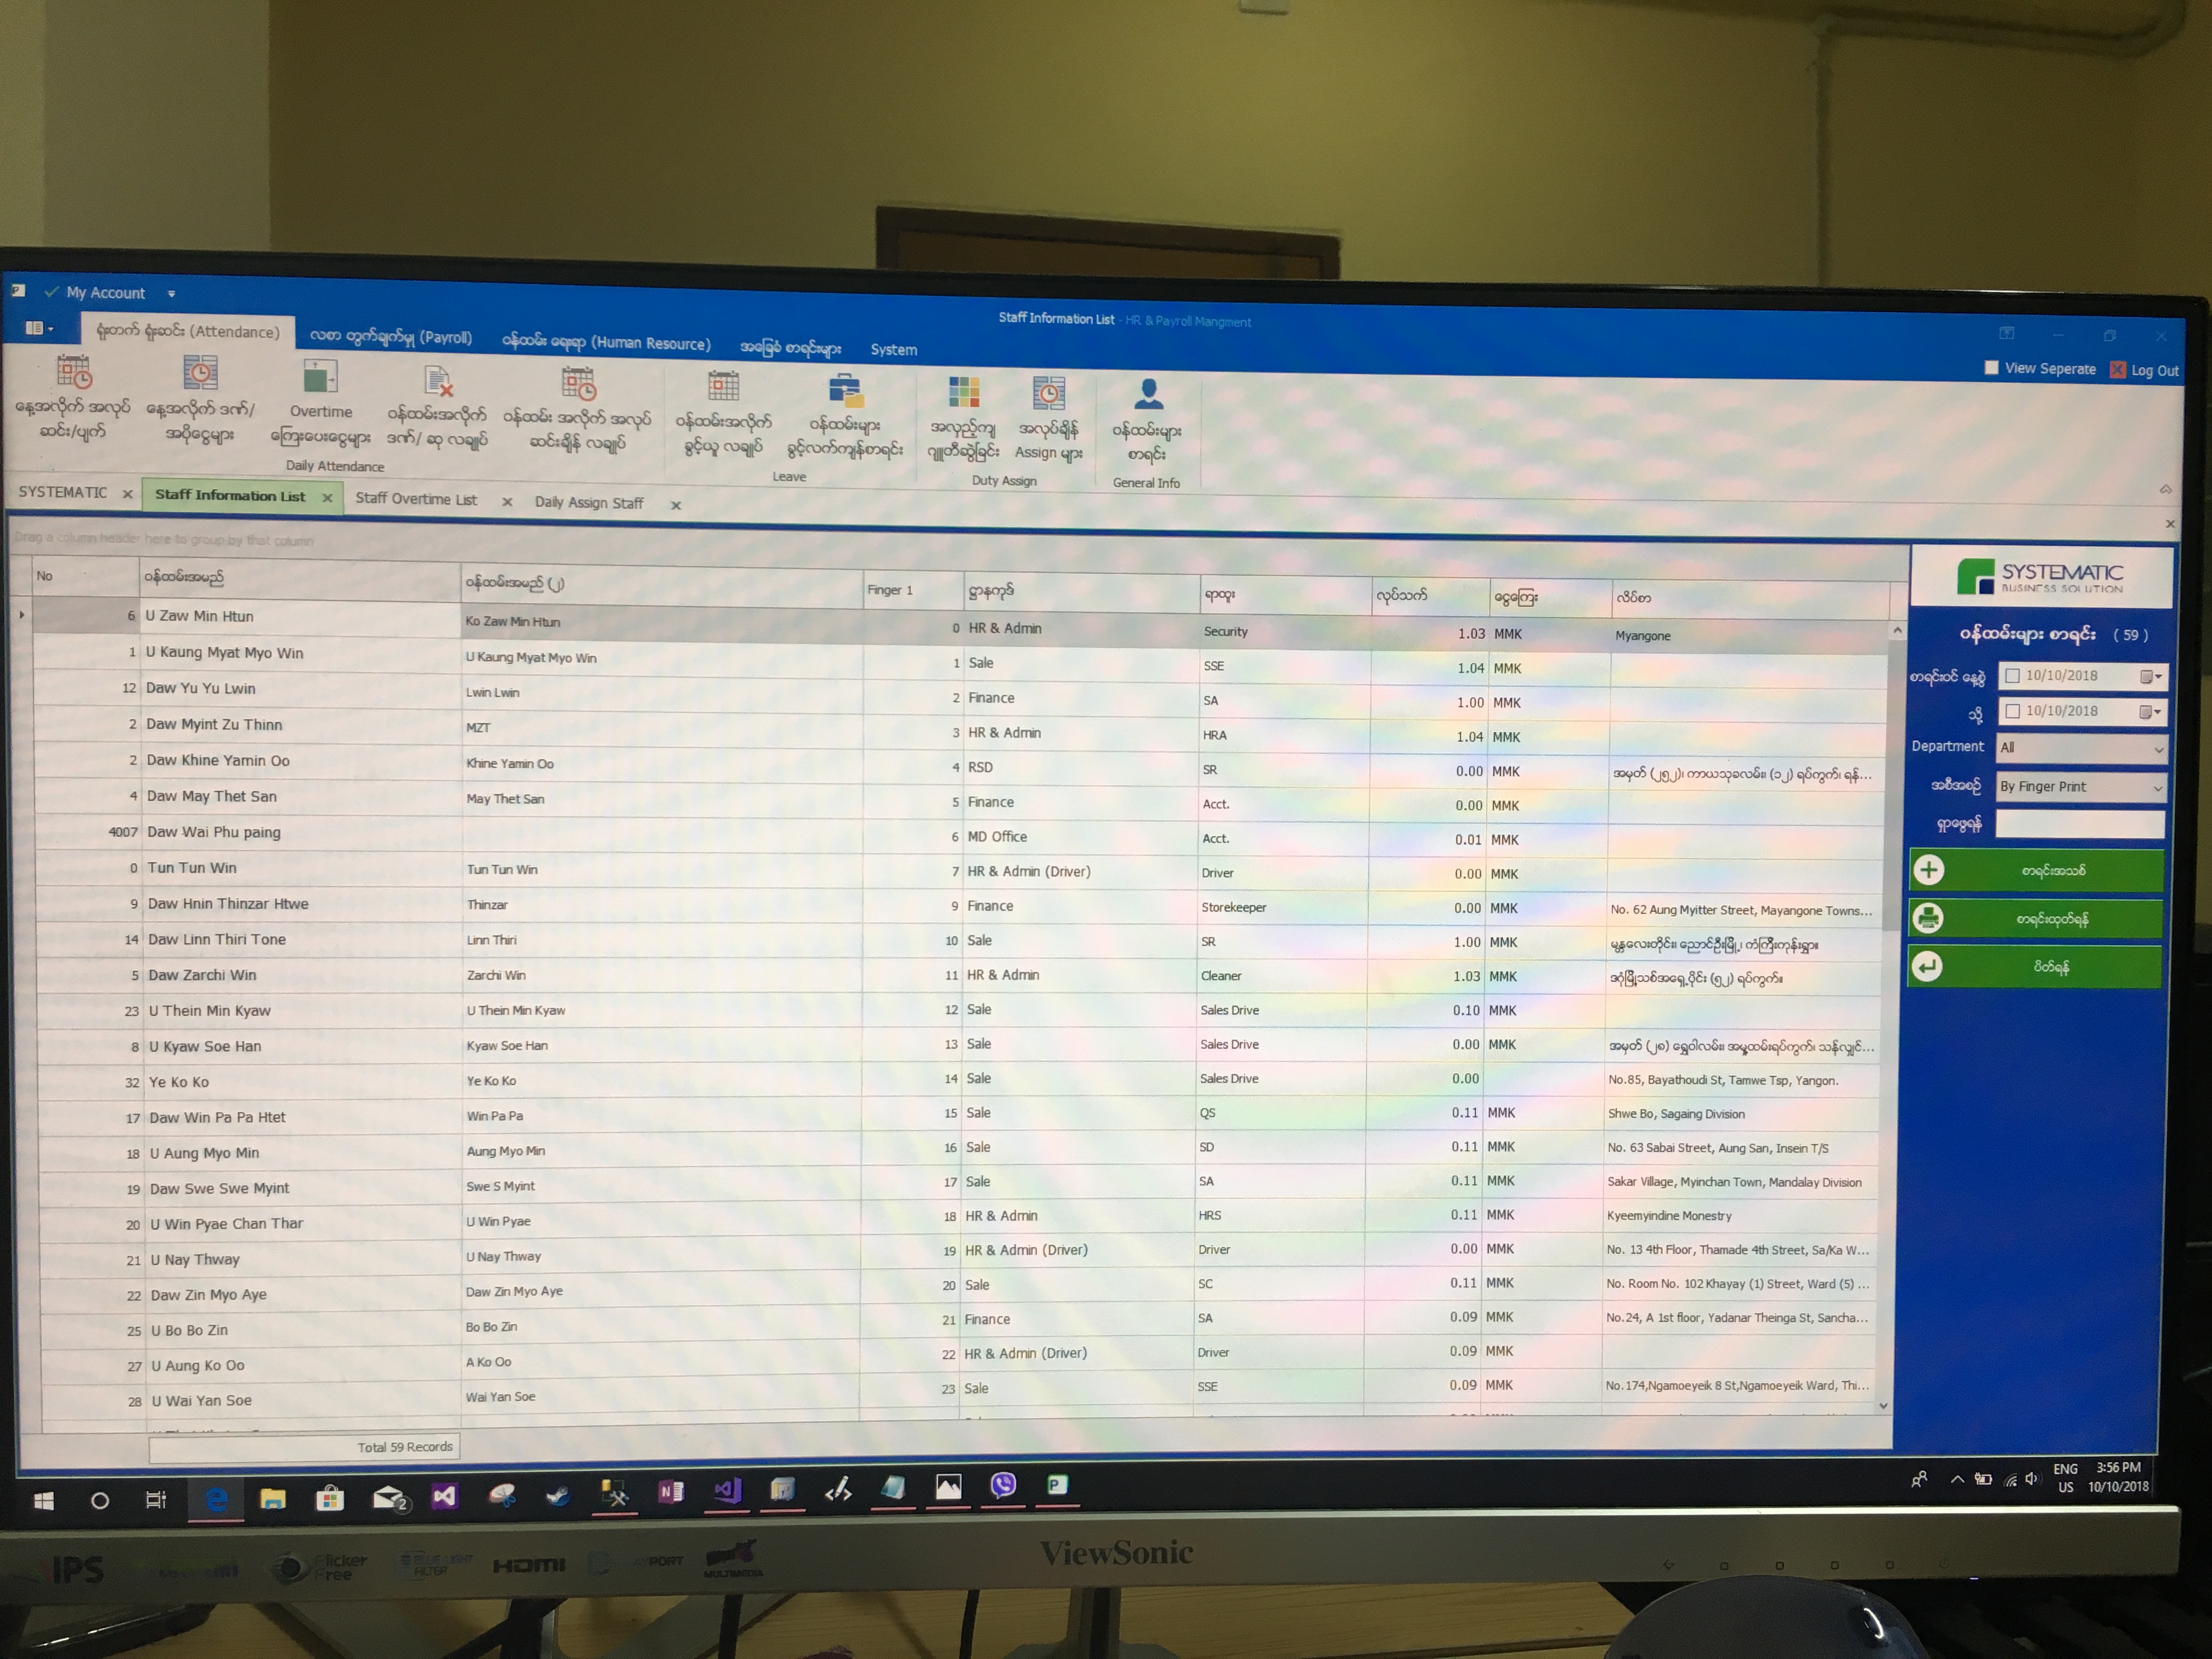 My Account
Staff Information List - HR & Payroll Mangment
ရုံးတက် ရုံးဆင်း (Attendance) လစာ တွက်ချက်မှု (Payroll) ဝန်ထမ်း ရေးရာ (Human Resource) အခြေခံ စာရင်းများ System
View Seperate Log Out
နေ့အလိုက် အလုပ် ဆင်း/ပျက်
နေ့အလိုက် ဒဏ်/ အပိုငွေများ
Overtime ကြေးပေးငွေများ
ဝန်ထမ်းအလိုက် ဒဏ်/ ဆု လချုပ်
ဝန်ထမ်း အလိုက် အလုပ် ဆင်းချိန် လချုပ်
ဝန်ထမ်းအလိုက် ခွင့်ယူ လချုပ်
ဝန်ထမ်းများ ခွင့်လက်ကျန်စာရင်း
အလှည့်ကျ ဂျူတီဆွဲခြင်း
အလုပ်ချိန် Assign များ
ဝန်ထမ်းများ စာရင်း
Daily Attendance Leave Duty Assign General Info
SYSTEMATIC Staff Information List Staff Overtime List Daily Assign Staff
Drag a column header here to group by that column
No ဝန်ထမ်းအမည် ဝန်ထမ်းအမည် (၂) Finger 1 ဌာနကုဒ် ရာထူး လုပ်သက် ငွေကြေး လိပ်စာ
6 U Zaw Min Htun Ko Zaw Min Htun 0 HR & Admin Security 1.03 MMK Myangone
1 U Kaung Myat Myo Win U Kaung Myat Myo Win 1 Sale SSE 1.04 MMK
12 Daw Yu Yu Lwin Lwin Lwin 2 Finance SA 1.00 MMK
2 Daw Myint Zu Thinn MZT 3 HR & Admin HRA 1.04 MMK
2 Daw Khine Yamin Oo Khine Yamin Oo 4 RSD SR 0.00 MMK အမှတ် (၂၅၂)၊ ကာယသုခလမ်း၊ (၁၂) ရပ်ကွက်၊ ရန်...
4 Daw May Thet San May Thet San 5 Finance Acct. 0.00 MMK
4007 Daw Wai Phu paing 6 MD Office Acct. 0.01 MMK
0 Tun Tun Win Tun Tun Win 7 HR & Admin (Driver) Driver 0.00 MMK
9 Daw Hnin Thinzar Htwe Thinzar 9 Finance Storekeeper 0.00 MMK No. 62 Aung Myitter Street, Mayangone Towns...
14 Daw Linn Thiri Tone Linn Thiri 10 Sale SR 1.00 MMK မန္တလေးတိုင်း၊ ညောင်ဦးမြို့၊ ကံကြီးကုန်းရွာ။
5 Daw Zarchi Win Zarchi Win 11 HR & Admin Cleaner 1.03 MMK ဒဂုံမြို့သစ်အရှေ့ပိုင်း (၅၂) ရပ်ကွက်။
23 U Thein Min Kyaw U Thein Min Kyaw 12 Sale Sales Drive 0.10 MMK
8 U Kyaw Soe Han Kyaw Soe Han 13 Sale Sales Drive 0.00 MMK အမှတ် (၂၈) ရွှေဝါလမ်း၊ အမှုထမ်းရပ်ကွက်၊ သန်လျှင်...
32 Ye Ko Ko Ye Ko Ko 14 Sale Sales Drive 0.00 No.85, Bayathoudi St, Tamwe Tsp, Yangon.
17 Daw Win Pa Pa Htet Win Pa Pa 15 Sale QS 0.11 MMK Shwe Bo, Sagaing Division
18 U Aung Myo Min Aung Myo Min 16 Sale SD 0.11 MMK No. 63 Sabai Street, Aung San, Insein T/S
19 Daw Swe Swe Myint Swe S Myint 17 Sale SA 0.11 MMK Sakar Village, Myinchan Town, Mandalay Division
20 U Win Pyae Chan Thar U Win Pyae 18 HR & Admin HRS 0.11 MMK Kyeemyindine Monestry
21 U Nay Thway U Nay Thway 19 HR & Admin (Driver) Driver 0.00 MMK No. 13 4th Floor, Thamade 4th Street, Sa/Ka W...
22 Daw Zin Myo Aye Daw Zin Myo Aye 20 Sale SC 0.11 MMK No. Room No. 102 Khayay (1) Street, Ward (5) ...
25 U Bo Bo Zin Bo Bo Zin 21 Finance SA 0.09 MMK No.24, A 1st floor, Yadanar Theinga St, Sancha...
27 U Aung Ko Oo A Ko Oo 22 HR & Admin (Driver) Driver 0.09 MMK
28 U Wai Yan Soe Wai Yan Soe 23 Sale SSE 0.09 MMK No.174,Ngamoeyeik 8 St,Ngamoeyeik Ward, Thi...
Total 59 Records
SYSTEMATIC
BUSINESS SOLUTION
ဝန်ထမ်းများ စာရင်း ( 59 )
စာရင်းဝင် နေ့စွဲ 10/10/2018
သို့ 10/10/2018
Department All
အစီအစဉ် By Finger Print
ရှာဖွေရန်
စာရင်းအသစ်
စာရင်းထုတ်ရန်
ပိတ်ရန်
2
ENG US
3:56 PM
10/10/2018
IPS
Flicker Free
BLUE LIGHT FILTER
HDMI
MULTIMEDIA
ViewSonic